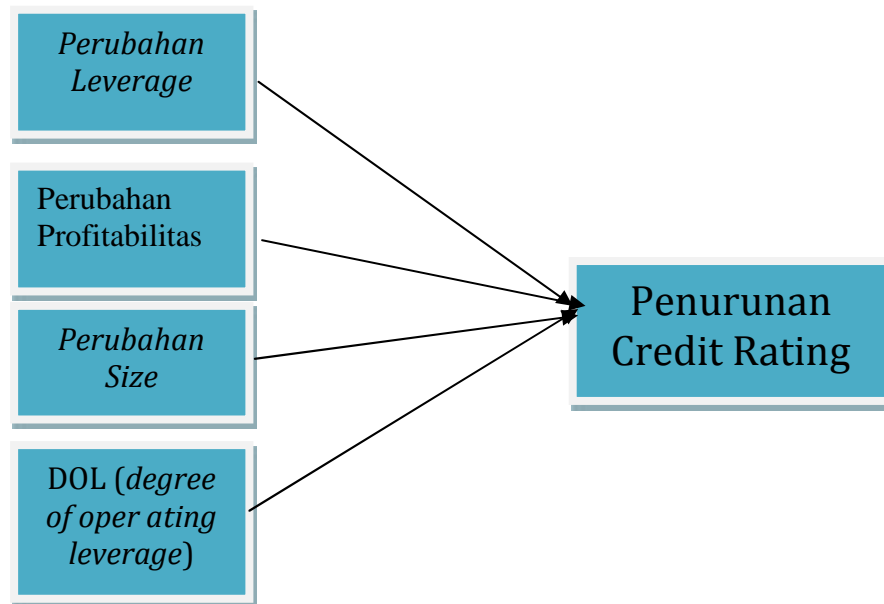 Perubahan
Leverage
Perubahan
Profitabilitas
Perubahan
Size
DOL (degree
of oper ating
leverage)
Penurunan
Credit Rating